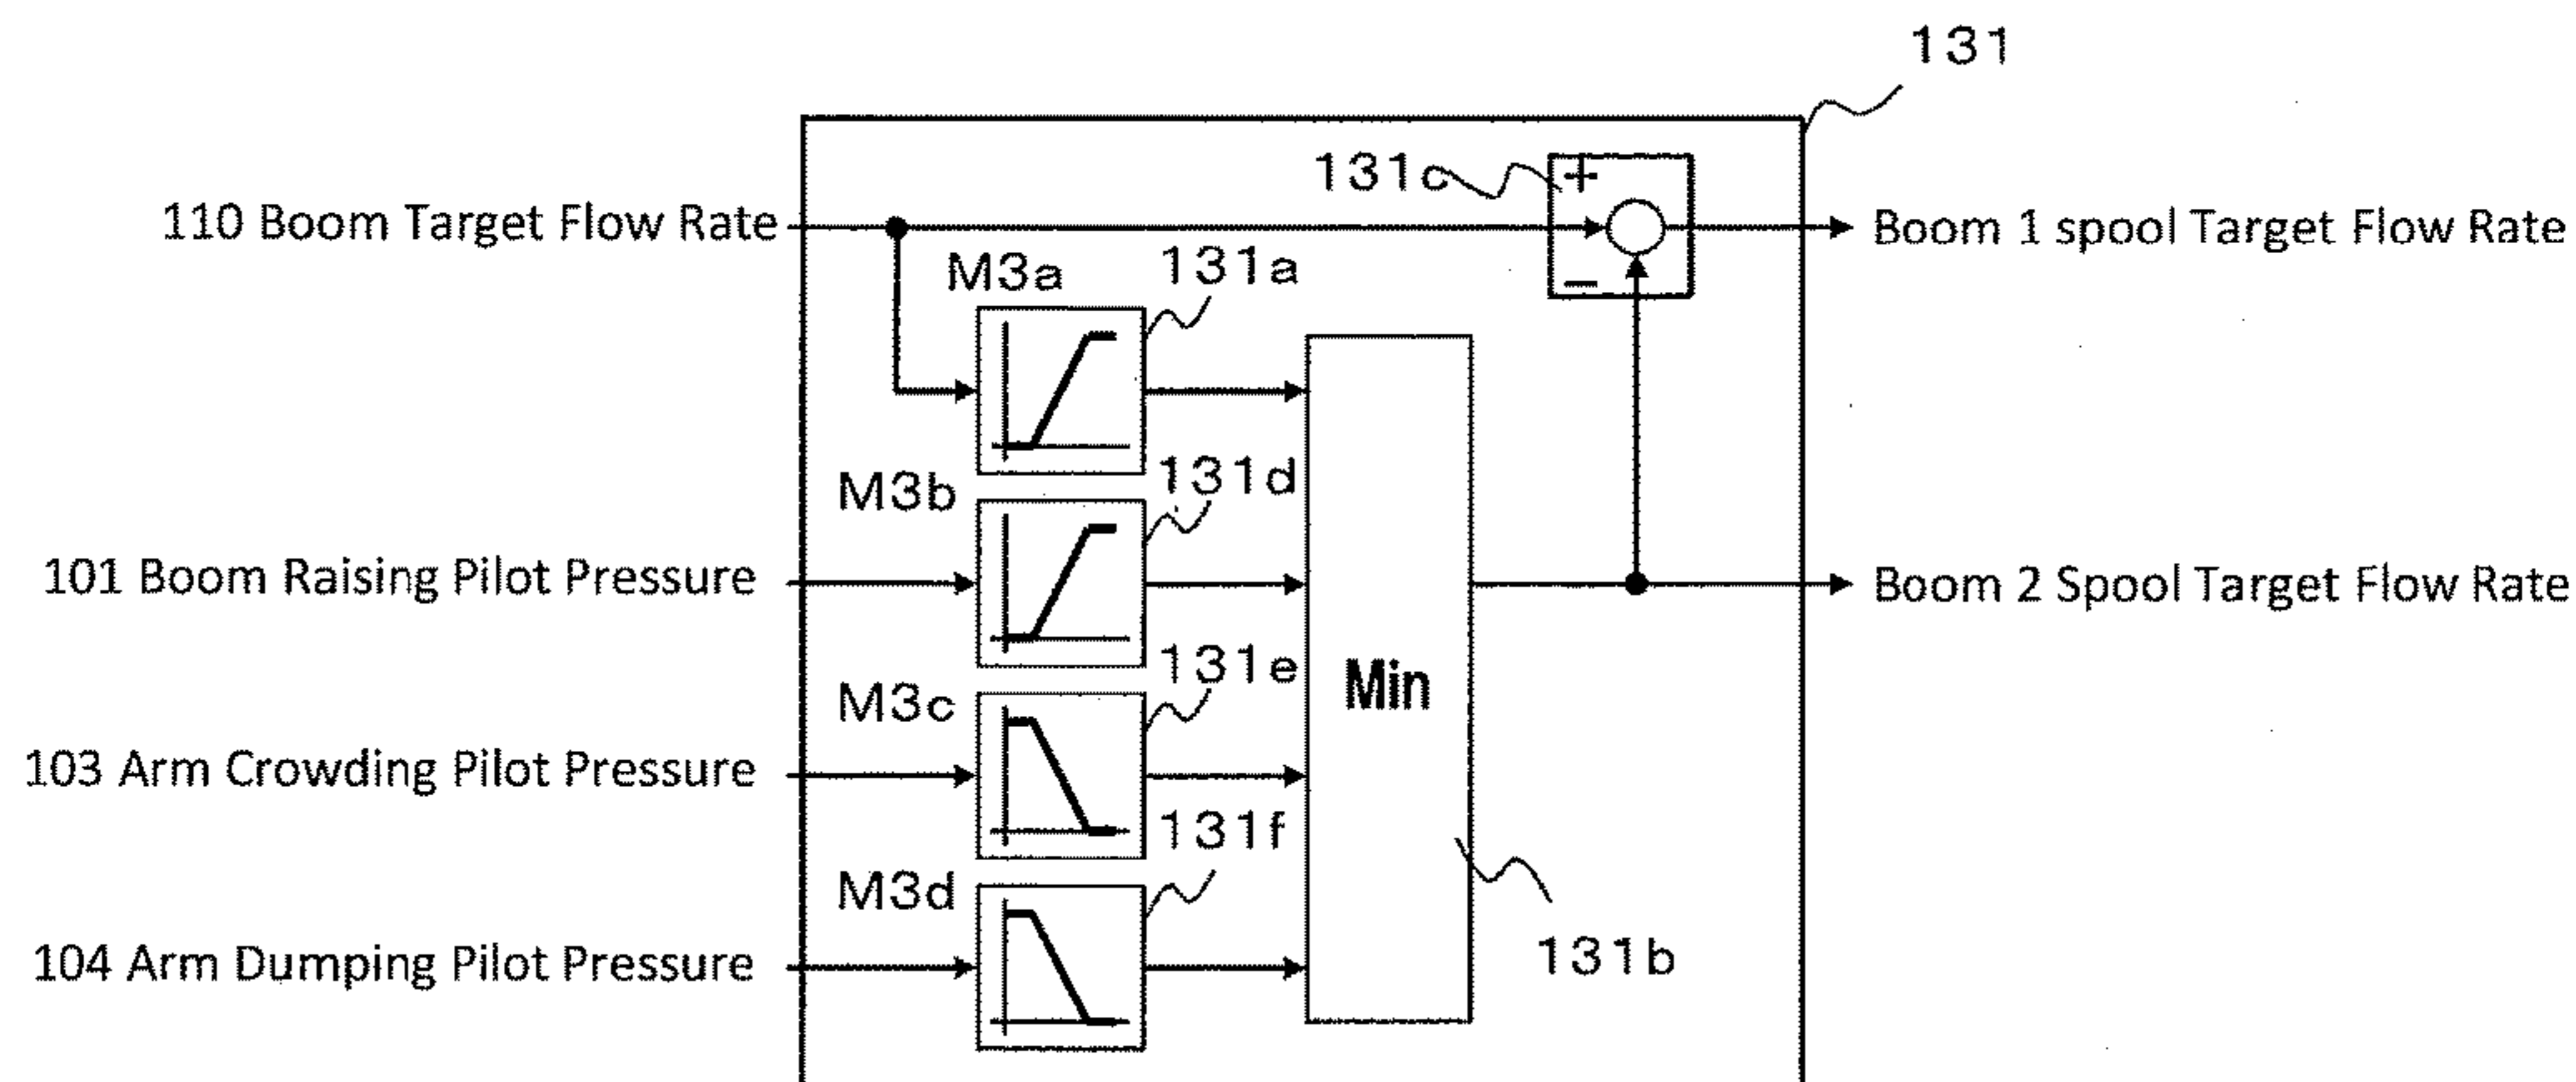 131
131c
+
110 Boom Target Flow Rate
Boom 1 spool Target Flow Rate
M3a
131a
−
M3b
131d
101 Boom Raising Pilot Pressure
Boom 2 Spool Target Flow Rate
M3c
131e
Min
103 Arm Crowding Pilot Pressure
M3d
131f
104 Arm Dumping Pilot Pressure
131b